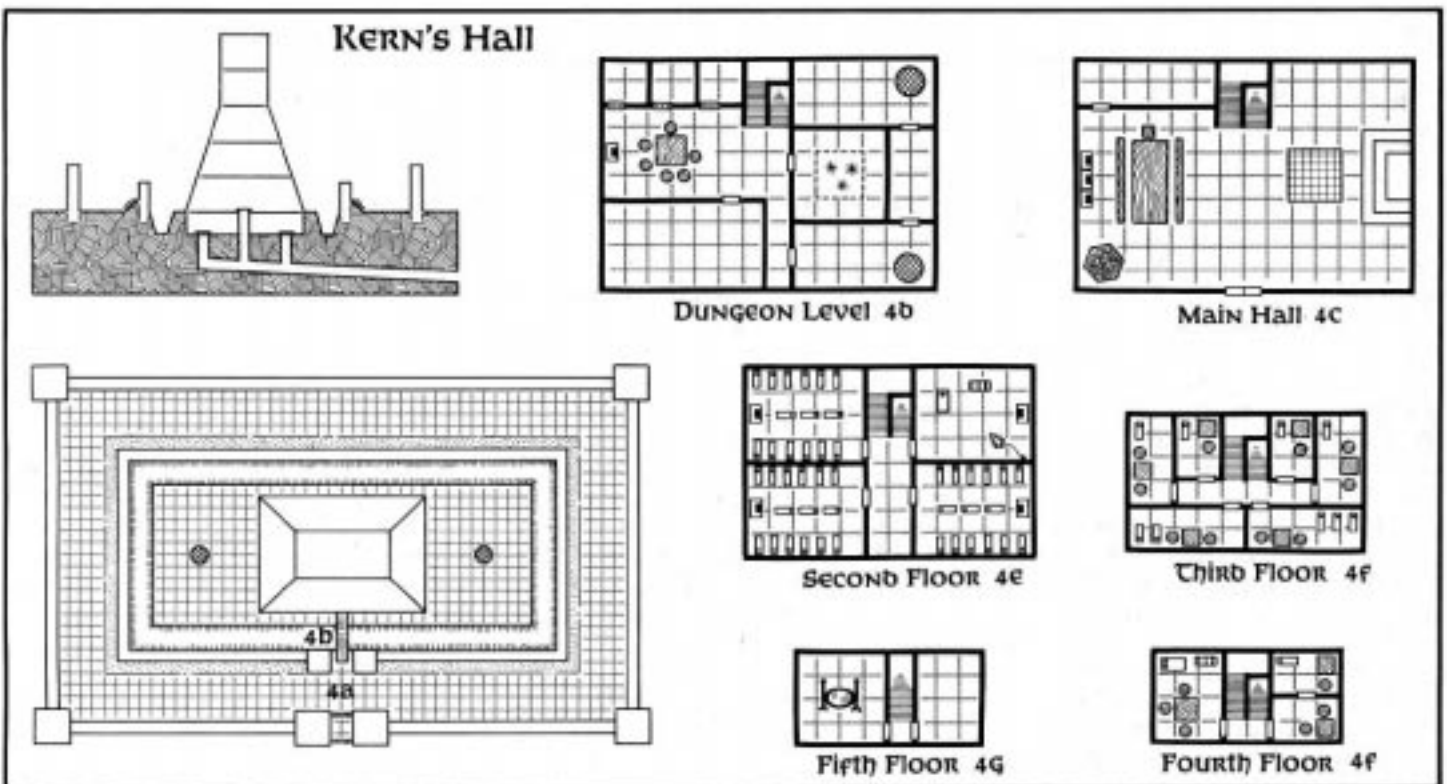 Kern's Hall
Dungeon Level 4D
Main Hall 4C
4b
4a
Second Floor 4E
Third Floor 4F
Fifth Floor 4G
Fourth Floor 4F